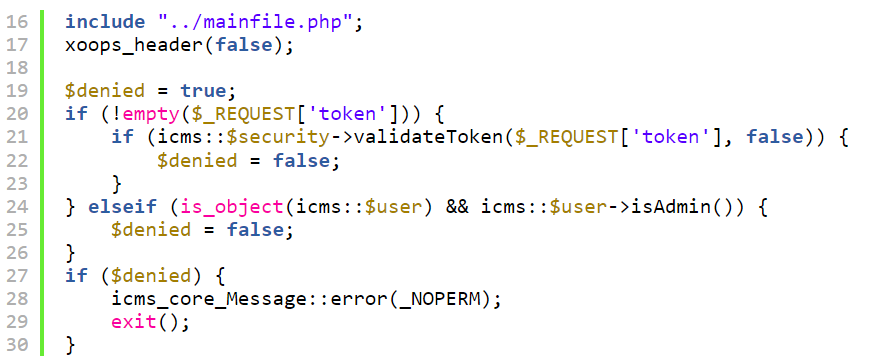 16 include "../mainfile.php";
17 xoops_header(false);
18
19 $denied = true;
20 if (!empty($_REQUEST['token'])) {
21     if (icms::$security->validateToken($_REQUEST['token'], false)) {
22         $denied = false;
23     }
24 } elseif (is_object(icms::$user) && icms::$user->isAdmin()) {
25     $denied = false;
26 }
27 if ($denied) {
28     icms_core_Message::error(_NOPERM);
29     exit();
30 }